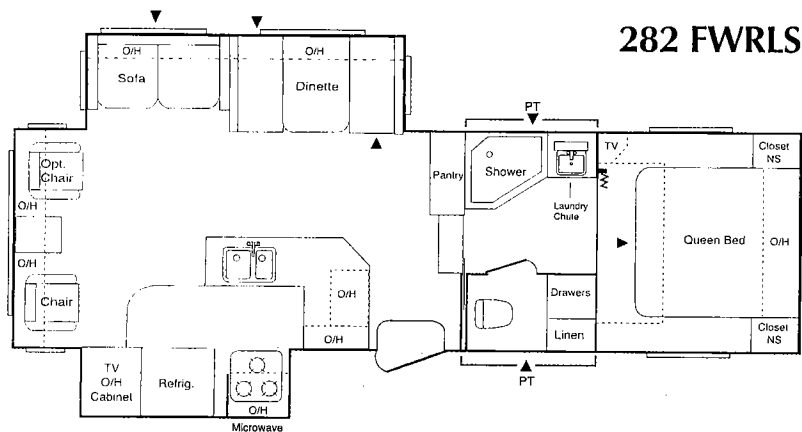 282 FWRLS
O/H
Sofa
O/H
Dinette
PT
Opt.
Chair
O/H
O/H
Chair
Pantry
Shower
Laundry
Chute
TV
Closet
NS
Queen Bed
O/H
Closet
NS
O/H
O/H
Drawers
Linen
PT
TV
O/H
Cabinet
Refrig.
O/H
Microwave